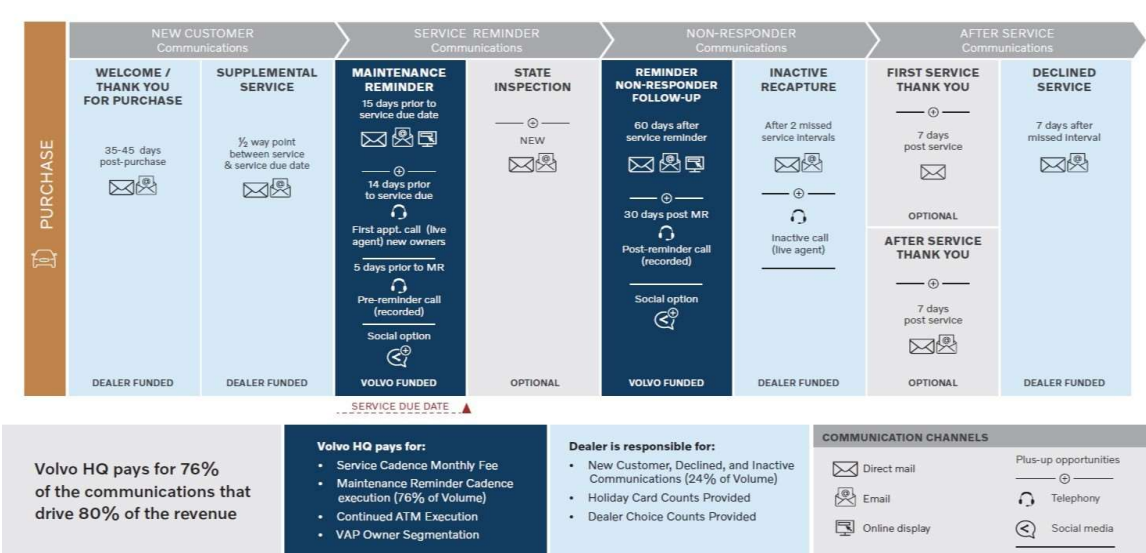 PURCHASE
NEW CUSTOMER
Communications
SERVICE REMINDER
Communications
NON-RESPONDER
Communications
AFTER SERVICE
Communications
WELCOME /
THANK YOU
FOR PURCHASE
35-45 days
post-purchase
DEALER FUNDED
SUPPLEMENTAL
SERVICE
½ way point
between service
& service due date
DEALER FUNDED
MAINTENANCE
REMINDER
15 days prior to
service due date
14 days prior
to service due
First appt. call (live
agent) new owners
5 days prior to MR
Pre-reminder call
(recorded)
Social option
VOLVO FUNDED
STATE
INSPECTION
NEW
OPTIONAL
REMINDER
NON-RESPONDER
FOLLOW-UP
60 days after
service reminder
30 days post MR
Post-reminder call
(recorded)
Social option
VOLVO FUNDED
INACTIVE
RECAPTURE
After 2 missed
service intervals
Inactive call
(live agent)
DEALER FUNDED
FIRST SERVICE
THANK YOU
7 days
post service
OPTIONAL
AFTER SERVICE
THANK YOU
7 days
post service
OPTIONAL
DECLINED
SERVICE
7 days after
missed interval
DEALER FUNDED
SERVICE DUE DATE
Volvo HQ pays for 76%
of the communications that
drive 80% of the revenue
Volvo HQ pays for:
• Service Cadence Monthly Fee
• Maintenance Reminder Cadence
execution (76% of Volume)
• Continued ATM Execution
• VAP Owner Segmentation
Dealer is responsible for:
• New Customer, Declined, and Inactive
Communications (24% of Volume)
• Holiday Card Counts Provided
• Dealer Choice Counts Provided
COMMUNICATION CHANNELS
Direct mail
Email
Online display
Plus-up opportunities
Telephony
Social media